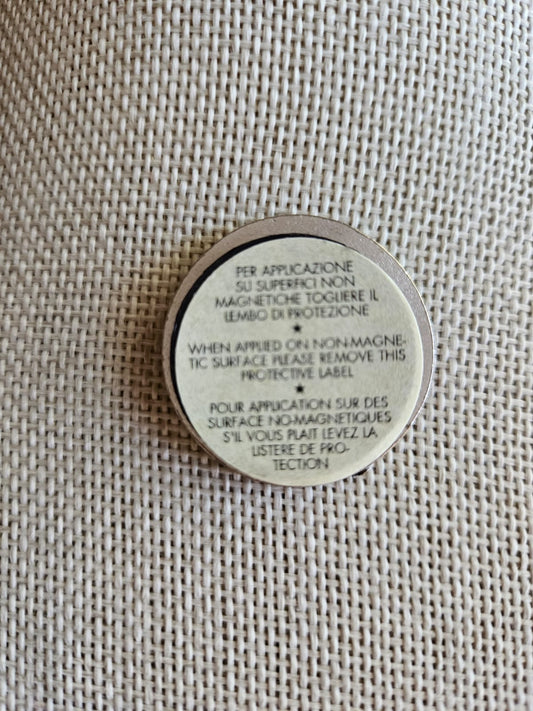 PER APPLICAZIONE
SU SUPERFICI NON
MAGNETICHE TOGLIERE IL
LEMBO DI PROTEZIONE
★
WHEN APPLIED ON NON-MAGNE-
TIC SURFACE PLEASE REMOVE THIS
PROTECTIVE LABEL
★
POUR APPLICATION SUR DES
SURFACE NO-MAGNETIQUES
S'IL VOUS PLAIT LEVEZ LA
LISTERE DE PRO-
TECTION